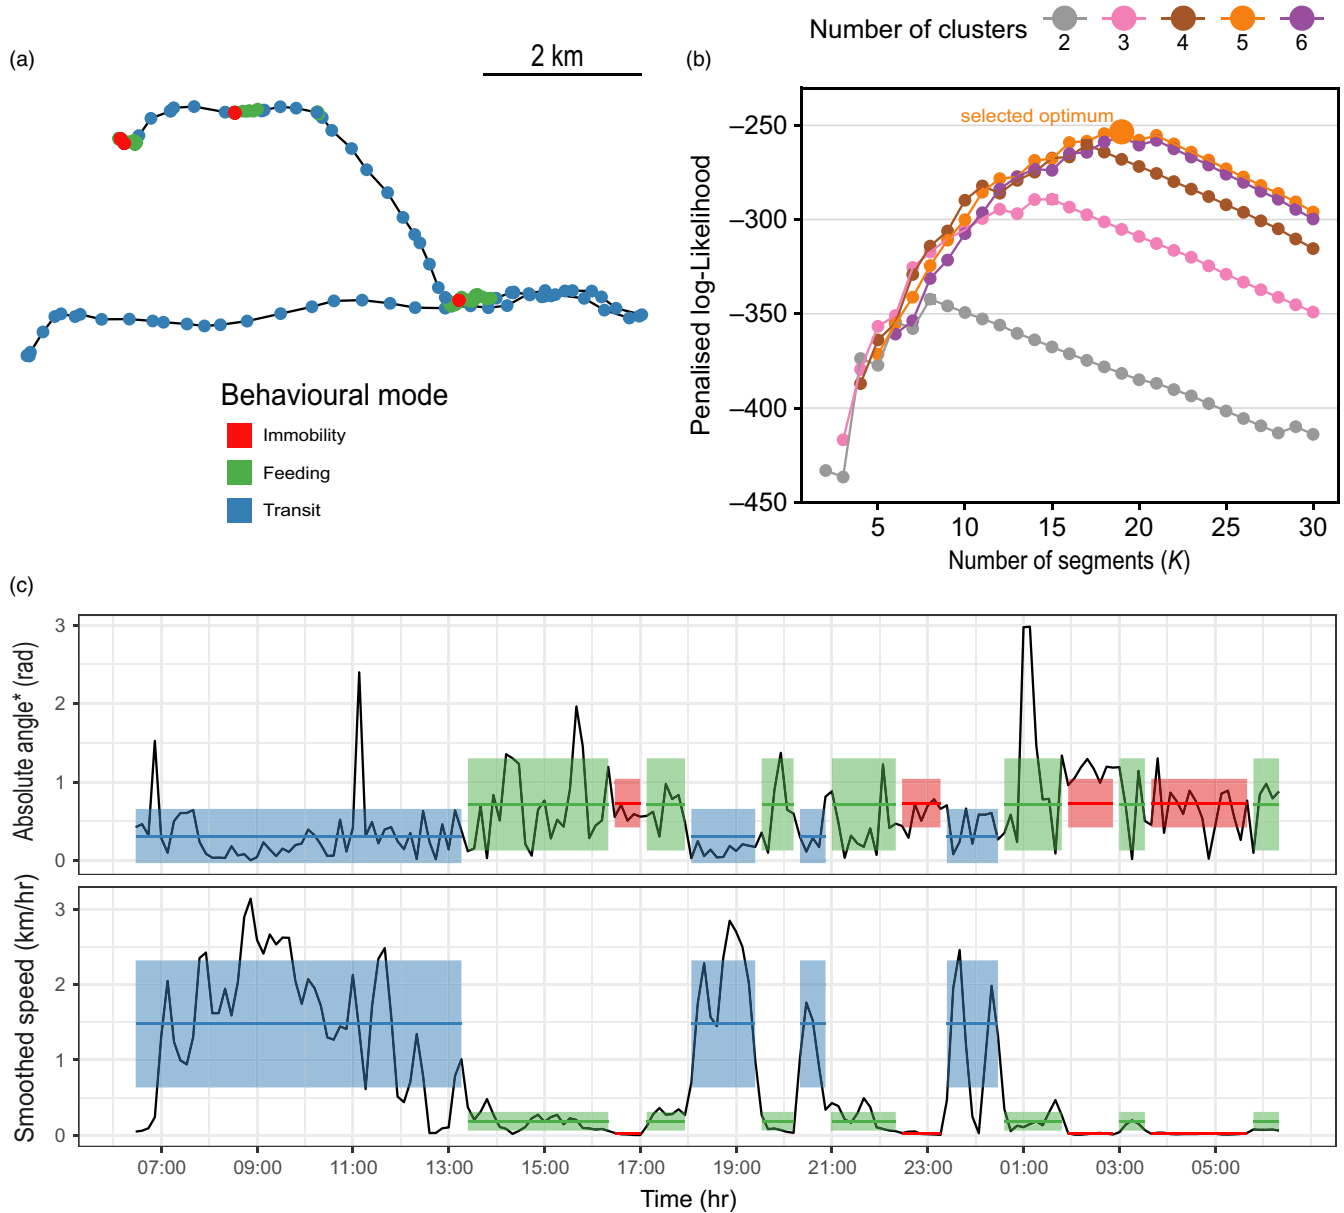 (a)
2 km
Behavioural mode
Immobility
Feeding
Transit
(b)
Number of clusters
2 3 4 5 6
selected optimum
Penalised log-Likelihood
−250
−300
−350
−400
−450
5 10 15 20 25 30
Number of segments (K)
(c)
Absolute angle* (rad)
3
2
1
0
Smoothed speed (km/hr)
3
2
1
0
07:00 09:00 11:00 13:00 15:00 17:00 19:00 21:00 23:00 01:00 03:00 05:00
Time (hr)